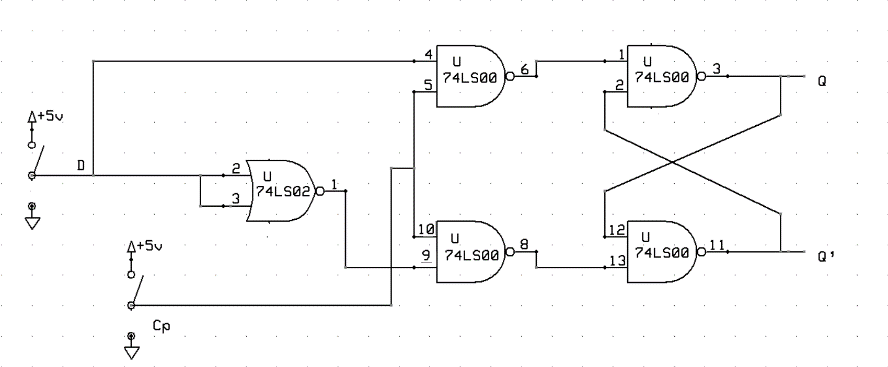 4 U 6 1 U 3
74LS00 74LS00 Q
5 2
+5v
D
2 U 1
74LS02
3
10 U 8 12 U 11
74LS00 74LS00 Q'
9 13
+5v
Cp